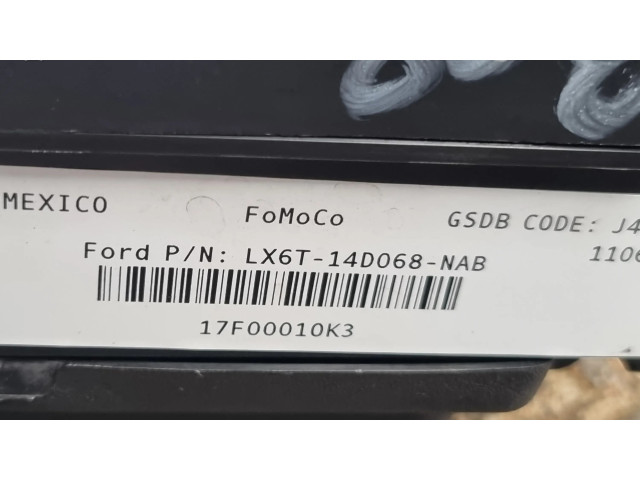 MEXICO FoMoCo GSDB CODE: J4
Ford P/N: LX6T-14D068-NAB 1106
17F00010K3